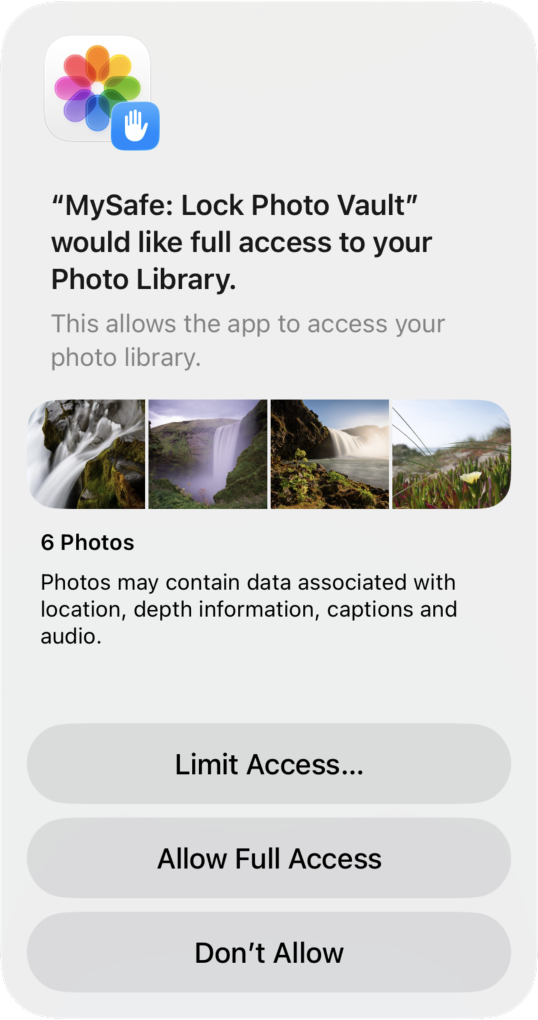 “MySafe: Lock Photo Vault”
would like full access to your
Photo Library.
This allows the app to access your
photo library.
6 Photos
Photos may contain data associated with
location, depth information, captions and
audio.
Limit Access...
Allow Full Access
Don’t Allow